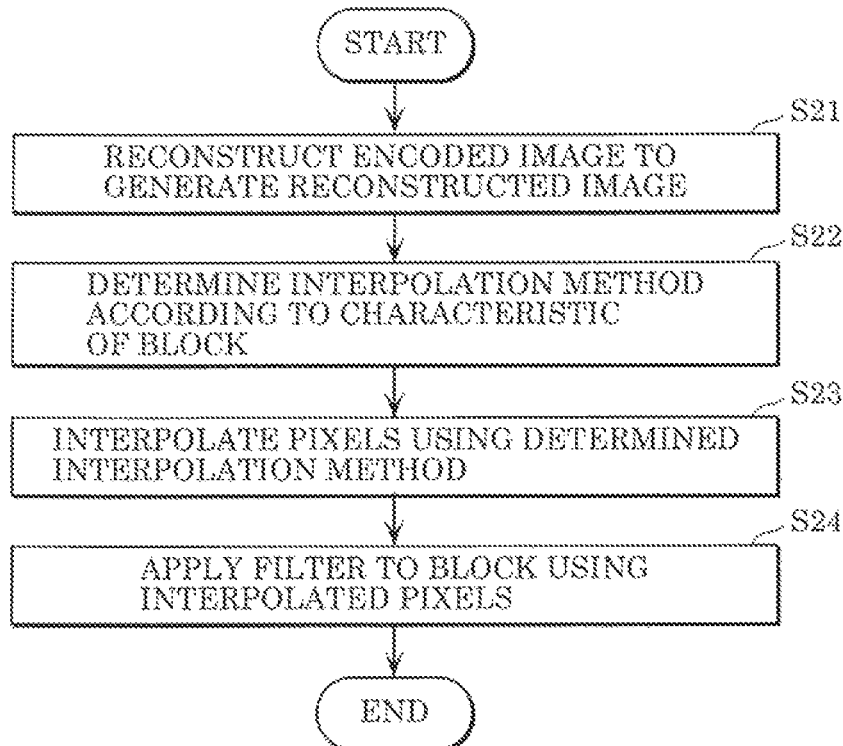 START
S21
RECONSTRUCT ENCODED IMAGE TO
GENERATE RECONSTRUCTED IMAGE
S22
DETERMINE INTERPOLATION METHOD
ACCORDING TO CHARACTERISTIC
OF BLOCK
S23
INTERPOLATE PIXELS USING DETERMINED
INTERPOLATION METHOD
S24
APPLY FILTER TO BLOCK USING
INTERPOLATED PIXELS
END